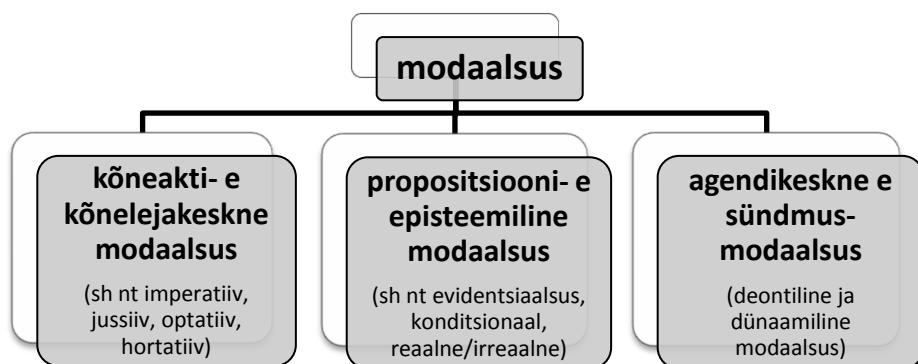 modaalsus
kõneakti- e
kõnelejakeskne
modaalsus
(sh nt imperatiiv,
jussiiv, optatiiv,
hortatiiv)
propositsiooni- e
episteemiline
modaalsus
(sh nt evidentsiaalsus,
konditsionaal,
reaalne/irreaalne)
agendikeskne e
sündmus-
modaalsus
(deontiline ja
dünaamiline
modaalsus)